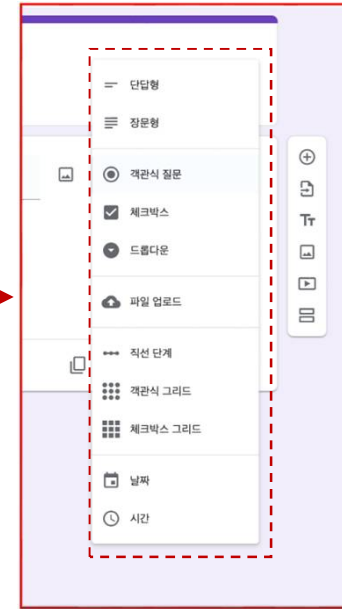 단답형
장문형
객관식 질문
체크박스
드롭다운
파일 업로드
직선 단계
객관식 그리드
체크박스 그리드
날짜
시간
Tт